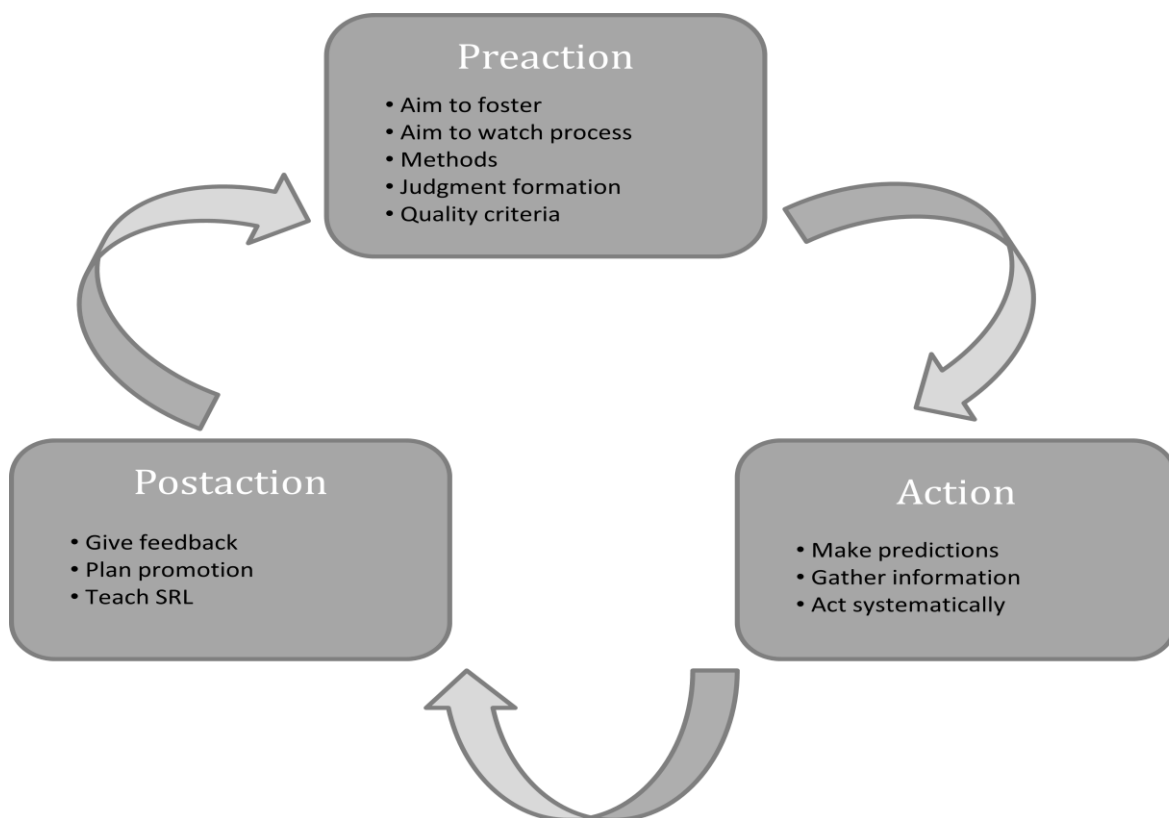 Preaction
• Aim to foster
• Aim to watch process
• Methods
• Judgment formation
• Quality criteria
Action
• Make predictions
• Gather information
• Act systematically
Postaction
• Give feedback
• Plan promotion
• Teach SRL